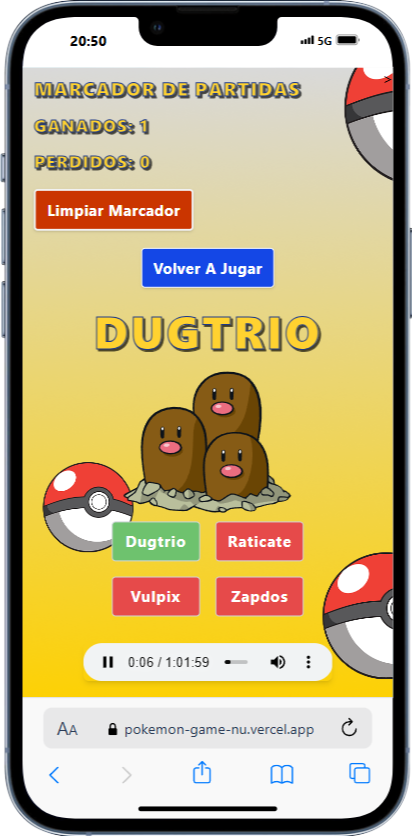 20:50
5G
MARCADOR DE PARTIDAS
GANADOS: 1
PERDIDOS: 0
Limpiar Marcador
Volver A Jugar
DUGTRIO
Dugtrio Raticate
Vulpix Zapdos
0:06 / 1:01:59
AA pokemon-game-nu.vercel.app